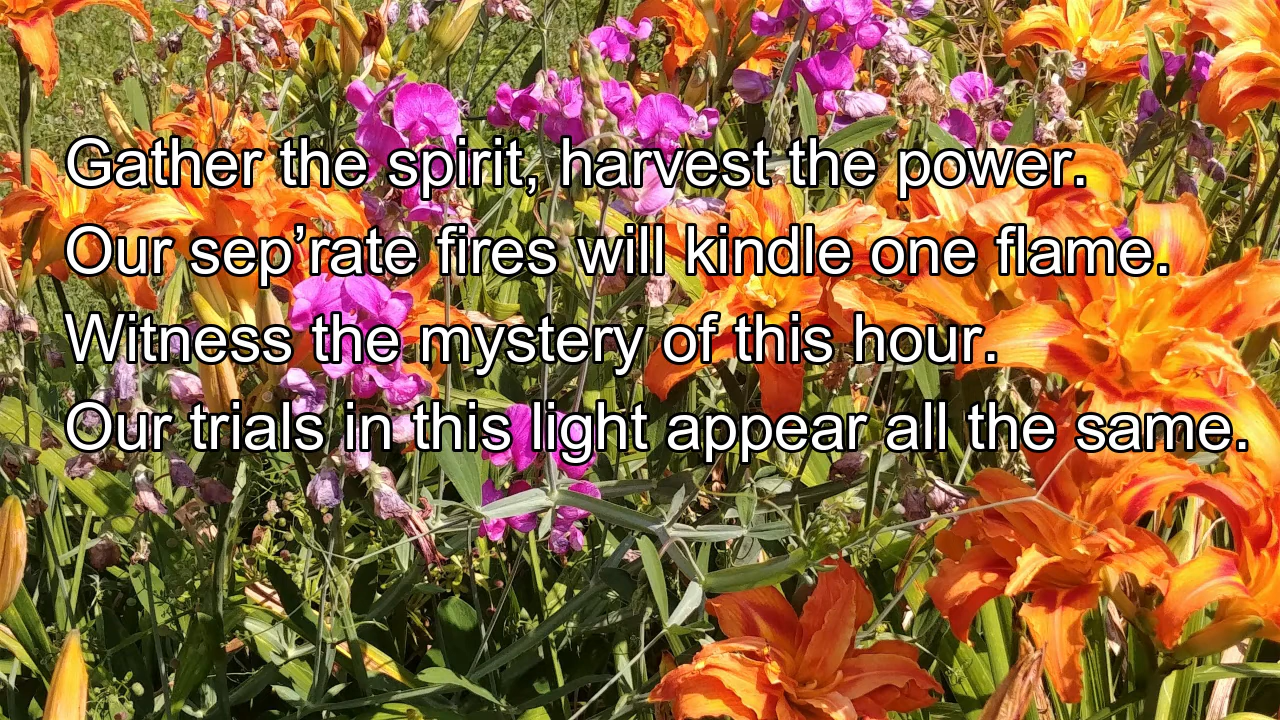 Gather the spirit, harvest the power.
Our sep’rate fires will kindle one flame.
Witness the mystery of this hour.
Our trials in this light appear all the same.